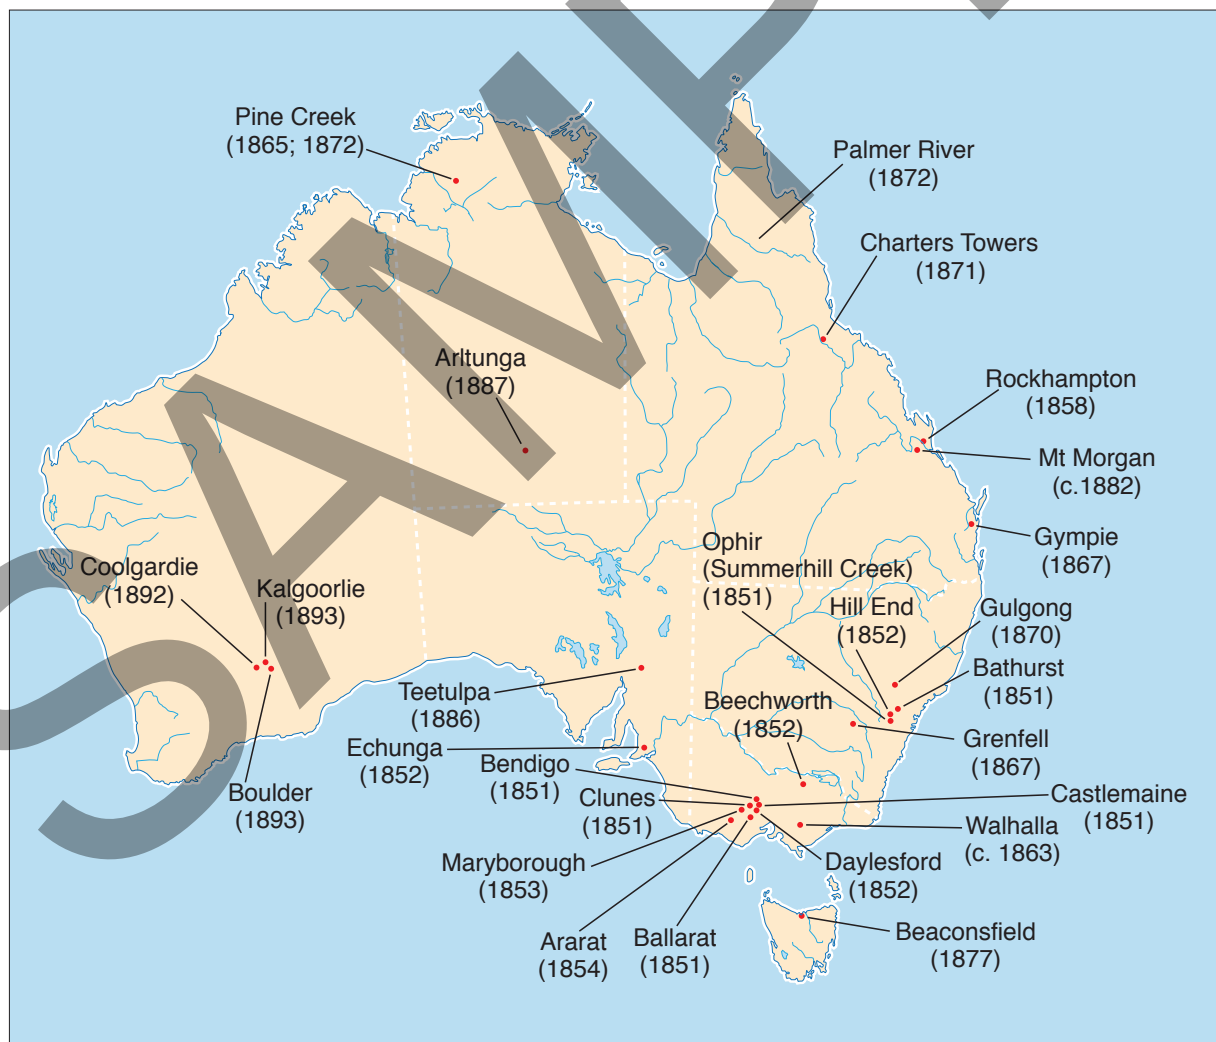 Pine Creek
(1865; 1872)
Palmer River
(1872)
Charters Towers
(1871)
Arltunga
(1887)
Rockhampton
(1858)
Mt Morgan
(c.1882)
Gympie
(1867)
Ophir
(Summerhill Creek)
(1851)
Coolgardie
(1892)
Kalgoorlie
(1893)
Hill End
(1852)
Gulgong
(1870)
Bathurst
(1851)
Teetulpa
(1886)
Beechworth
(1852)
Grenfell
(1867)
Echunga
(1852)
Bendigo
(1851)
Boulder
(1893)
Clunes
(1851)
Castlemaine
(1851)
Walhalla
(c. 1863)
Maryborough
(1853)
Daylesford
(1852)
Ararat
(1854)
Ballarat
(1851)
Beaconsfield
(1877)
SAMP